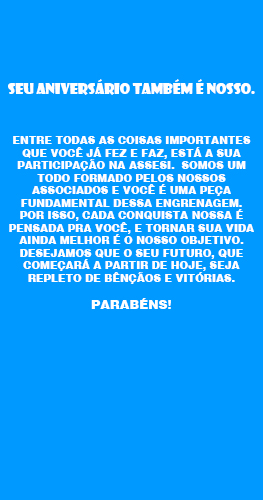 SEU ANIVERSÁRIO TAMBÉM É NOSSO.
ENTRE TODAS AS COISAS IMPORTANTES
QUE VOCÊ JÁ FEZ E FAZ, ESTÁ A SUA
PARTICIPAÇÃO NA ASSESI. SOMOS UM
TODO FORMADO PELOS NOSSOS
ASSOCIADOS E VOCÊ É UMA PEÇA
FUNDAMENTAL DESSA ENGRENAGEM.
POR ISSO, CADA CONQUISTA NOSSA É
PENSADA PRA VOCÊ, E TORNAR SUA VIDA
AINDA MELHOR É O NOSSO OBJETIVO.
DESEJAMOS QUE O SEU FUTURO, QUE
COMEÇARÁ A PARTIR DE HOJE, SEJA
REPLETO DE BÊNÇÃOS E VITÓRIAS.
PARABÉNS!